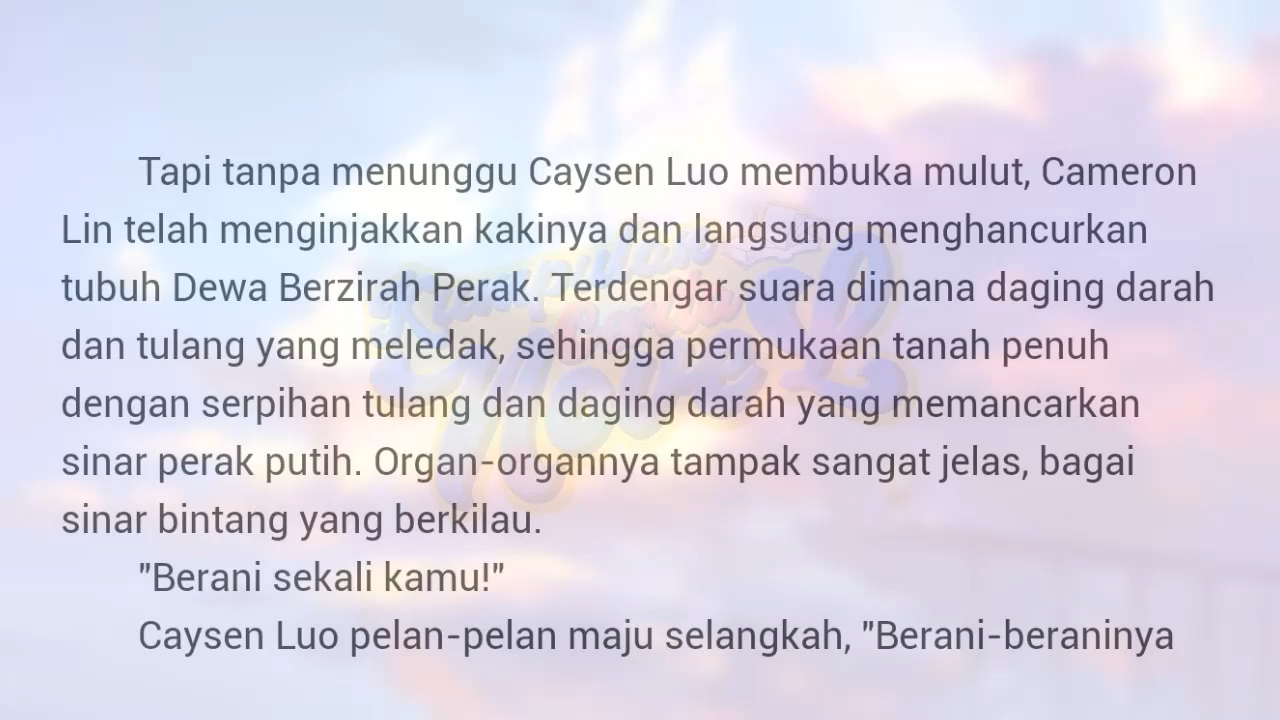 Tapi tanpa menunggu Caysen Luo membuka mulut, Cameron
Lin telah menginjakkan kakinya dan langsung menghancurkan
tubuh Dewa Berzirah Perak. Terdengar suara dimana daging darah
dan tulang yang meledak, sehingga permukaan tanah penuh
dengan serpihan tulang dan daging darah yang memancarkan
sinar perak putih. Organ-organnya tampak sangat jelas, bagai
sinar bintang yang berkilau.
"Berani sekali kamu!"
Caysen Luo pelan-pelan maju selangkah, "Berani-beraninya